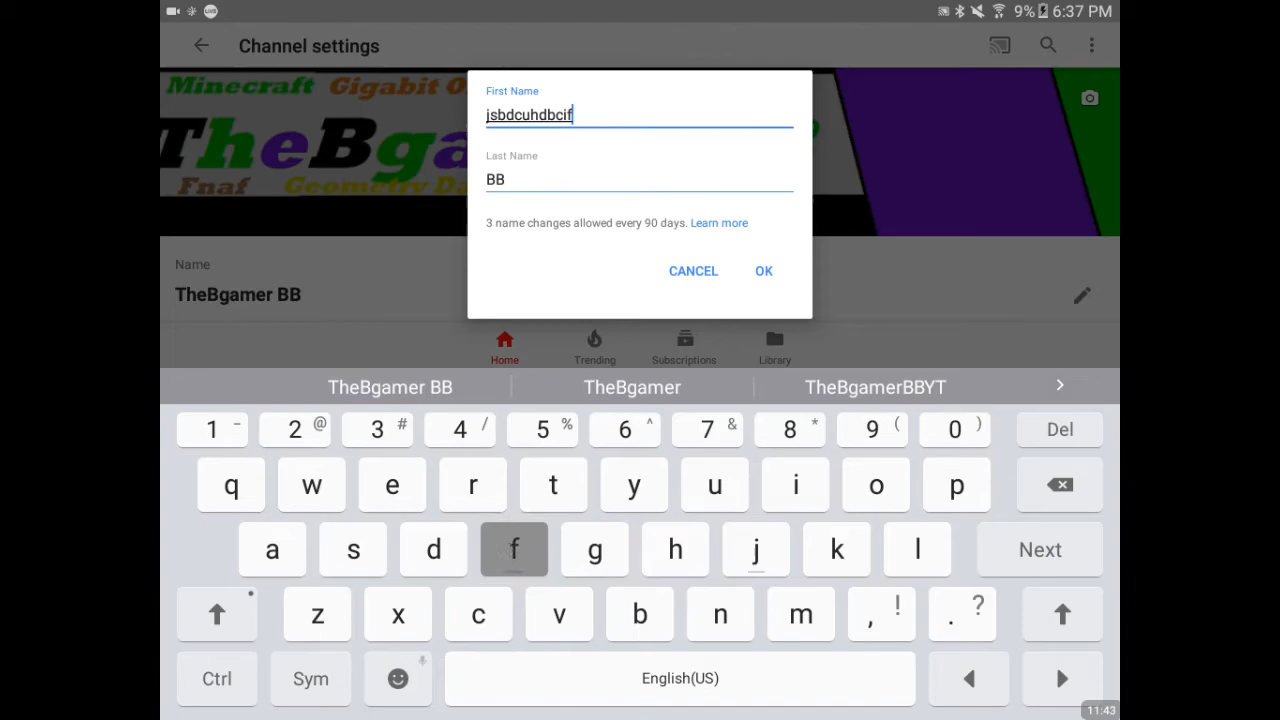 LIVE 9% 6:37 PM
Channel settings
Minecraft Gigabit
TheBga
Fnaf Geometry Da
First Name
jsbdcuhdbcif
Last Name
BB
3 name changes allowed every 90 days. Learn more
CANCEL OK
Name
TheBgamer BB
Home Trending Subscriptions Library
TheBgamer BB TheBgamer TheBgamerBBYT >
1 - 2 @ 3 # 4 / 5 % 6 ^ 7 & 8 * 9 ( 0 ) Del
q w e r t y u i o p
a s d f g h j k l Next
z x c v b n m , ! . ?
Ctrl Sym English(US)
11:43